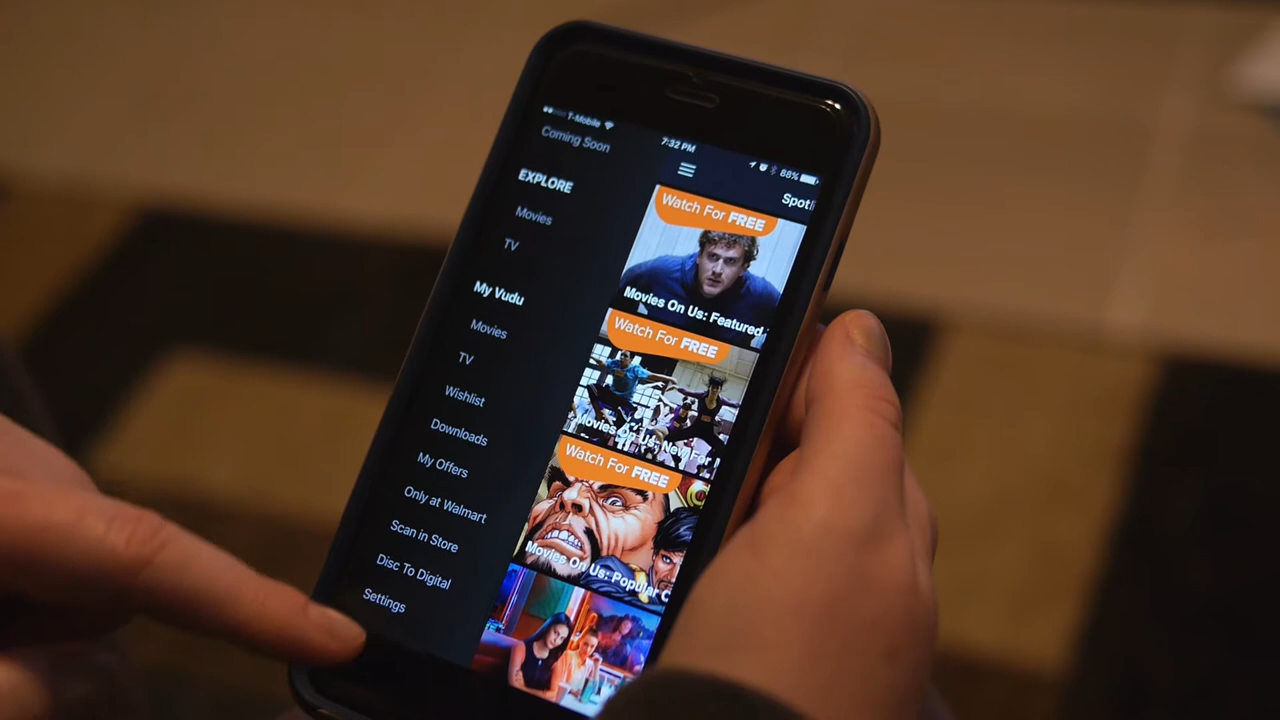 T-Mobile
7:32 PM
88%
Coming Soon
EXPLORE
Movies
TV
My Vudu
Movies
TV
Wishlist
Downloads
My Offers
Only at Walmart
Scan in Store
Disc To Digital
Settings
Watch For FREE
Movies On Us: Featured
Watch For FREE
Movies On Us: New For
Watch For FREE
Movies On Us: Popular C